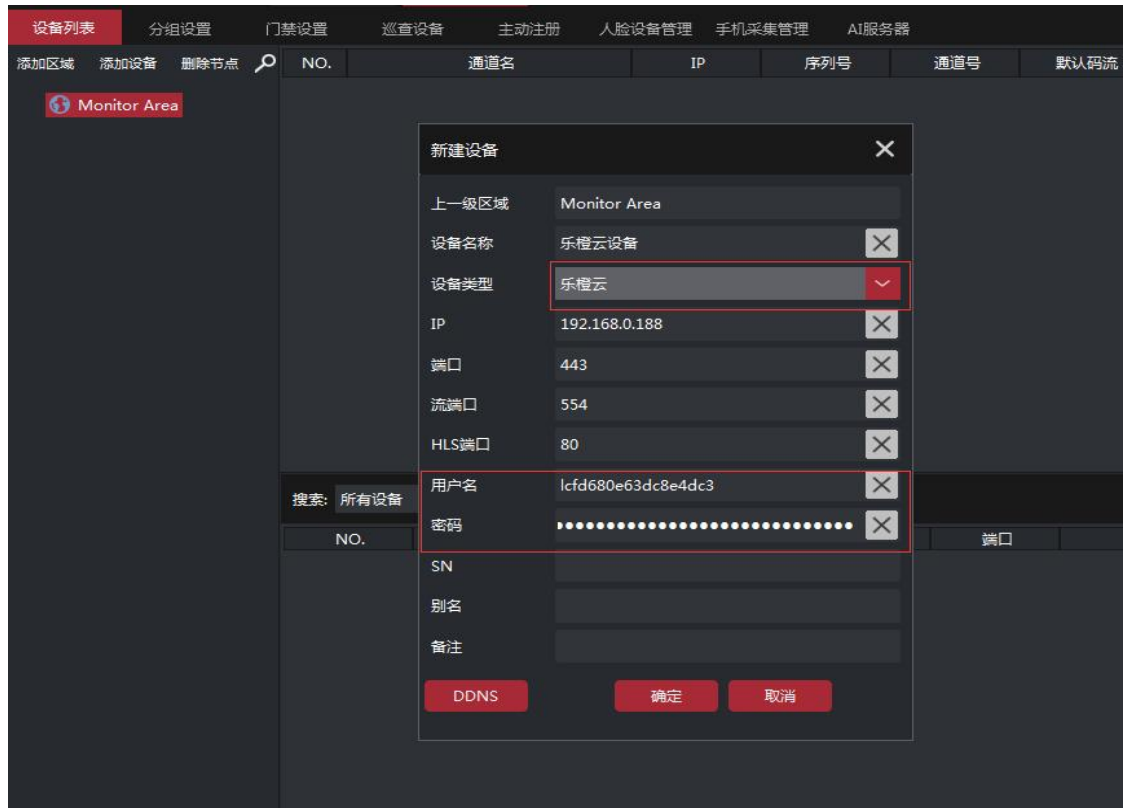 设备列表 分组设置 门禁设置 巡查设备 主动注册 人脸设备管理 手机采集管理 AI服务器
添加区域 添加设备 删除节点 NO. 通道名 IP 序列号 通道号 默认码流
Monitor Area
新建设备
上一级区域 Monitor Area
设备名称 乐橙云设备
设备类型 乐橙云
IP 192.168.0.188
端口 443
流端口 554
HLS端口 80
用户名 lcfd680e63dc8e4dc3
搜索: 所有设备
密码
NO. 端口
SN
别名
备注
DDNS 确定 取消